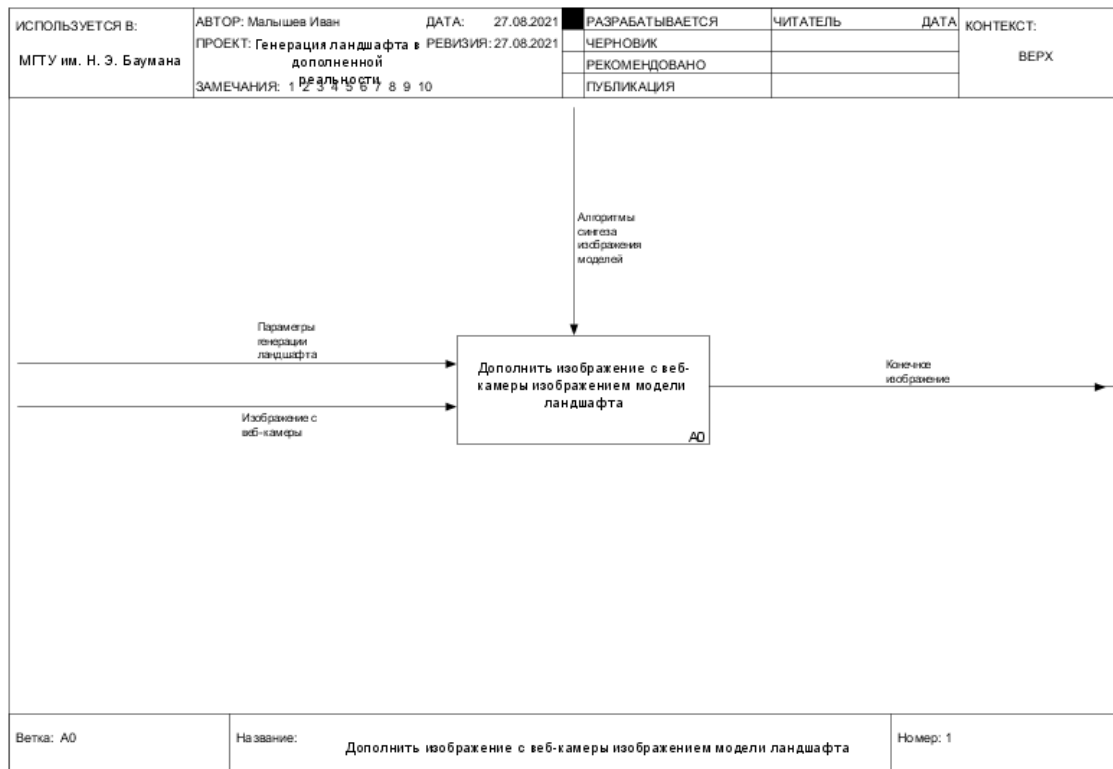 ИСПОЛЬЗУЕТСЯ В:
МГТУ им. Н. Э. Баумана
АВТОР: Малышев Иван
ДАТА: 27.08.2021
ПРОЕКТ: Генерация ландшафта в
дополненной
реальности
РЕВИЗИЯ: 27.08.2021
ЗАМЕЧАНИЯ: 1 2 3 4 5 6 7 8 9 10
РАЗРАБАТЫВАЕТСЯ
ЧЕРНОВИК
РЕКОМЕНДОВАНО
ПУБЛИКАЦИЯ
ЧИТАТЕЛЬ
ДАТА
КОНТЕКСТ:
ВЕРХ
Алгоритмы
синтеза
изображения
моделей
Параметры
генерации
ландшафта
Изображение с
веб-камеры
Дополнить изображение с веб-
камеры изображением модели
ландшафта
A0
Конечное
изображение
Ветка: A0
Название:
Дополнить изображение с веб-камеры изображением модели ландшафта
Номер: 1